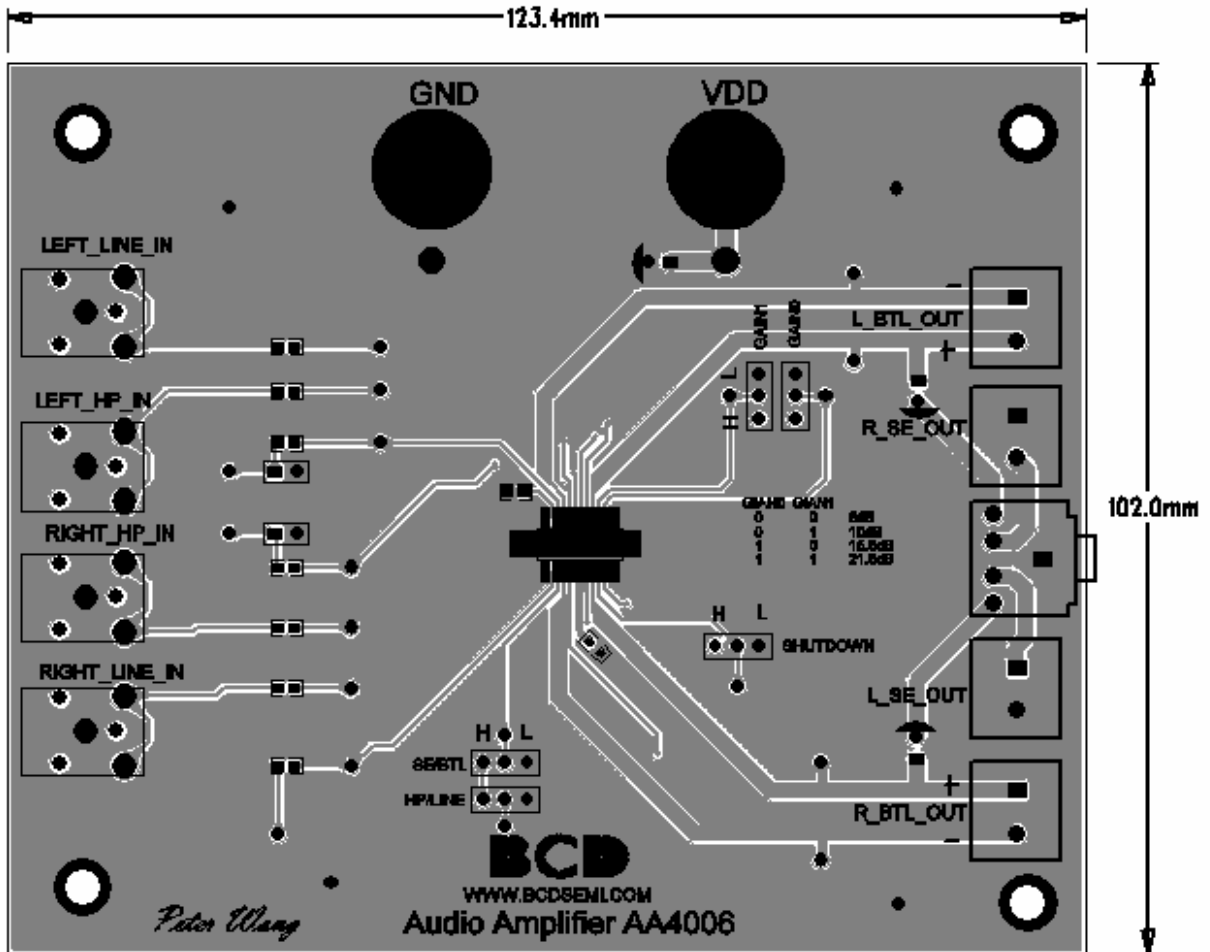 123.4mm
GND VDD
LEFT_LINE_IN
- L_BTL_OUT
GAIN1 GAIN0
+
LEFT_HP_IN
L
H
R_SE_OUT
RIGHT_HP_IN
GAIN0 GAIN1
0 0 6dB
0 1 10dB
1 0 15.6dB
1 1 21.6dB
102.0mm
H L
SHUTDOWN
RIGHT_LINE_IN
L_SE_OUT
H L
SE/BTL
HP/LINE
+
R_BTL_OUT
-
BCD
WWW.BCDSEMI.COM
Peter Wang
Audio Amplifier AA4006